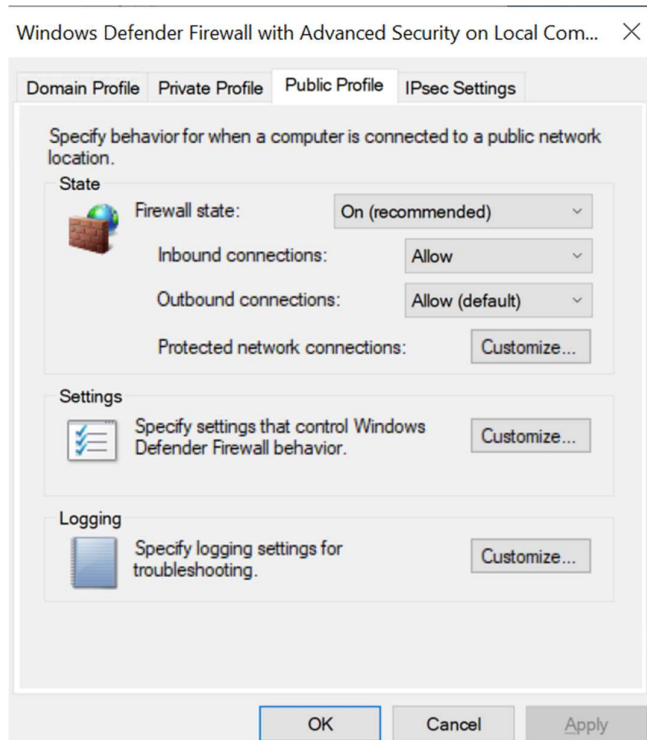 Windows Defender Firewall with Advanced Security on Local Com...
Domain Profile Private Profile Public Profile IPsec Settings
Specify behavior for when a computer is connected to a public network
location.
State
Firewall state: On (recommended)
Inbound connections: Allow
Outbound connections: Allow (default)
Protected network connections: Customize...
Settings
Specify settings that control Windows
Defender Firewall behavior.
Customize...
Logging
Specify logging settings for
troubleshooting.
Customize...
OK Cancel Apply